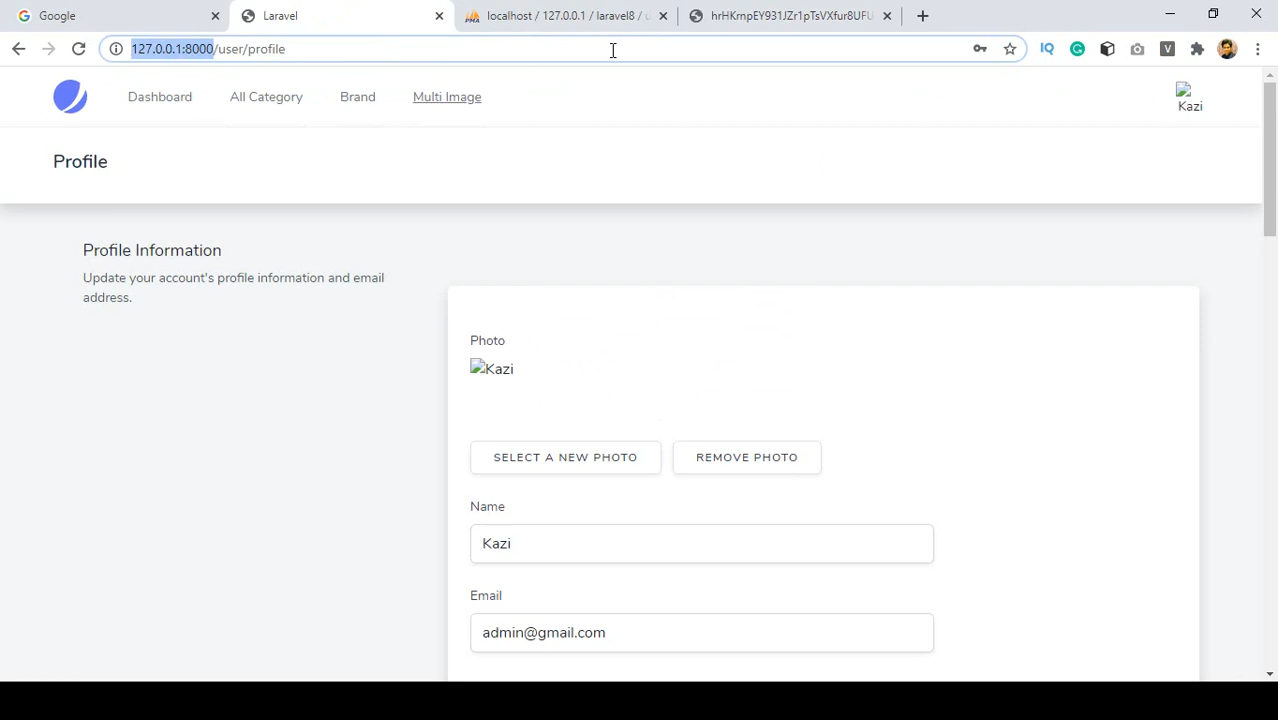 Google
Laravel
localhost / 127.0.0.1 / laravel8 / u
127.0.0.1:8000/user/profile
IQ
V
Dashboard
All Category
Brand
Multi Image
Kazi
Profile
Profile Information
Update your account's profile information and email
address.
Photo
Kazi
SELECT A NEW PHOTO
REMOVE PHOTO
Name
Kazi
Email
admin@gmail.com